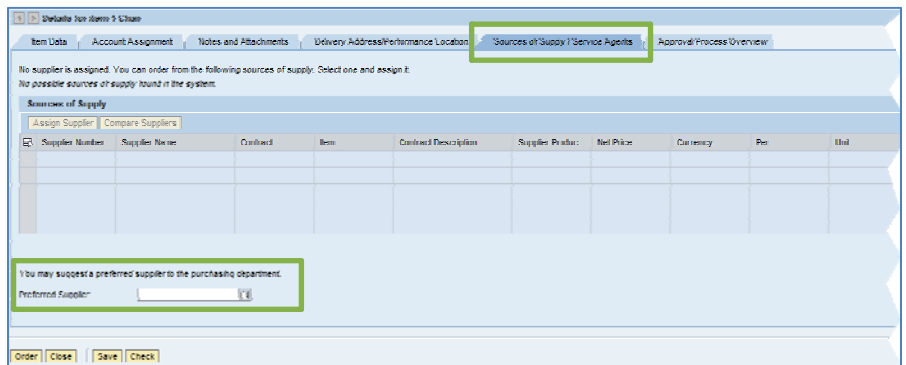 Details for item 1 Chair
Item Data Account Assignment Notes and Attachments Delivery Address/Performance Location Sources of Supply / Service Agents Approval Process Overview
No supplier is assigned. You can order from the following sources of supply. Select one and assign it.
No possible sources of supply found in the system.
Sources of Supply
Assign Supplier Compare Suppliers
Supplier Number Supplier Name Contract Item Contract Description Supplier Produc: Net Price Currency Per Unit
You may suggest a preferred supplier to the purchasing department.
Preferred Supplier:
Order Close Save Check